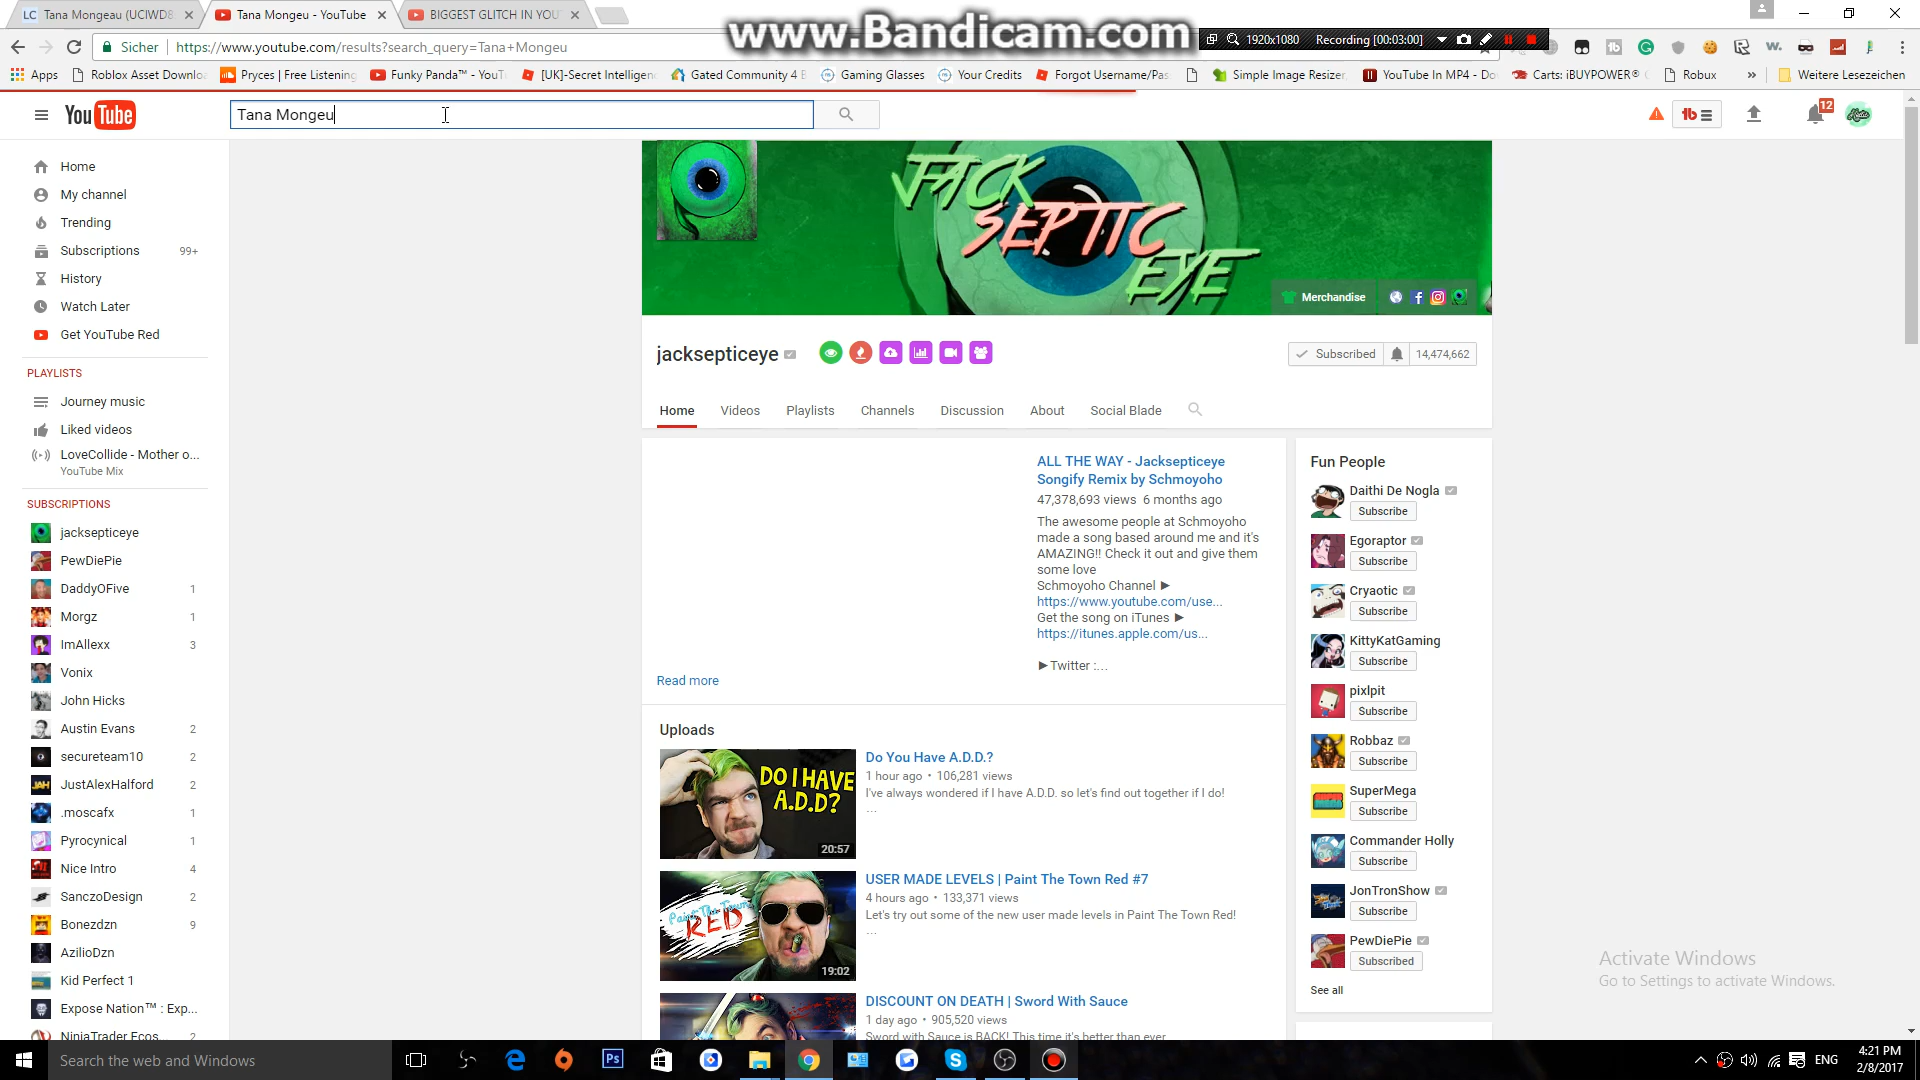 LC Tana Mongeau (UCIWD8
Tana Mongeu - YouTube
BIGGEST GLITCH IN YOU
www.Bandicam.com
1920x1080
Recording [00:03:00]
Sicher
https://www.youtube.com/results?search_query=Tana+Mongeu
Apps
Roblox Asset Downlo
Pryces | Free Listening
Funky Panda™ - YouT
[UK]-Secret Intelligen
Gated Community 4 B
Gaming Glasses
Your Credits
Forgot Username/Pas
Simple Image Resizer
YouTube In MP4 - Do
Carts: iBUYPOWER®
Robux
»
Weitere Lesezeichen
YouTube
Tana Mongeu
12
Home
My channel
Trending
Subscriptions 99+
History
Watch Later
Get YouTube Red
PLAYLISTS
Journey music
Liked videos
LoveCollide - Mother o...
YouTube Mix
SUBSCRIPTIONS
jacksepticeye
PewDiePie
DaddyOFive 1
Morgz 1
ImAllexx 3
Vonix
John Hicks
Austin Evans 2
secureteam10 2
JustAlexHalford 2
.moscafx 1
Pyrocynical 1
Nice Intro 4
SanczoDesign 2
Bonezdzn 9
AzilioDzn
Kid Perfect 1
Expose Nation™ : Exp...
NinjaTrader Ecos... 2
JACK
SEPTIC
EYE
Merchandise
jacksepticeye
Subscribed
14,474,662
Home
Videos
Playlists
Channels
Discussion
About
Social Blade
ALL THE WAY - Jacksepticeye
Songify Remix by Schmoyoho
47,378,693 views 6 months ago
The awesome people at Schmoyoho
made a song based around me and it's
AMAZING!! Check it out and give them
some love
Schmoyoho Channel ►
https://www.youtube.com/use...
Get the song on iTunes ►
https://itunes.apple.com/us...
►Twitter :...
Read more
Uploads
DO I HAVE
A.D.D?
20:57
Do You Have A.D.D.?
1 hour ago • 106,281 views
I've always wondered if I have A.D.D. so let's find out together if I do!
...
Paint The Town
RED
19:02
USER MADE LEVELS | Paint The Town Red #7
4 hours ago • 133,371 views
Let's try out some of the new user made levels in Paint The Town Red!
...
DISCOUNT ON DEATH | Sword With Sauce
1 day ago • 905,520 views
Sword with Sauce is BACK! This time it's better than ever
Fun People
Daithi De Nogla
Subscribe
Egoraptor
Subscribe
Cryaotic
Subscribe
KittyKatGaming
Subscribe
pixlpit
Subscribe
Robbaz
Subscribe
SuperMega
Subscribe
Commander Holly
Subscribe
JonTronShow
Subscribe
PewDiePie
Subscribed
See all
Activate Windows
Go to Settings to activate Windows.
Search the web and Windows
Ps
ENG
4:21 PM
2/8/2017